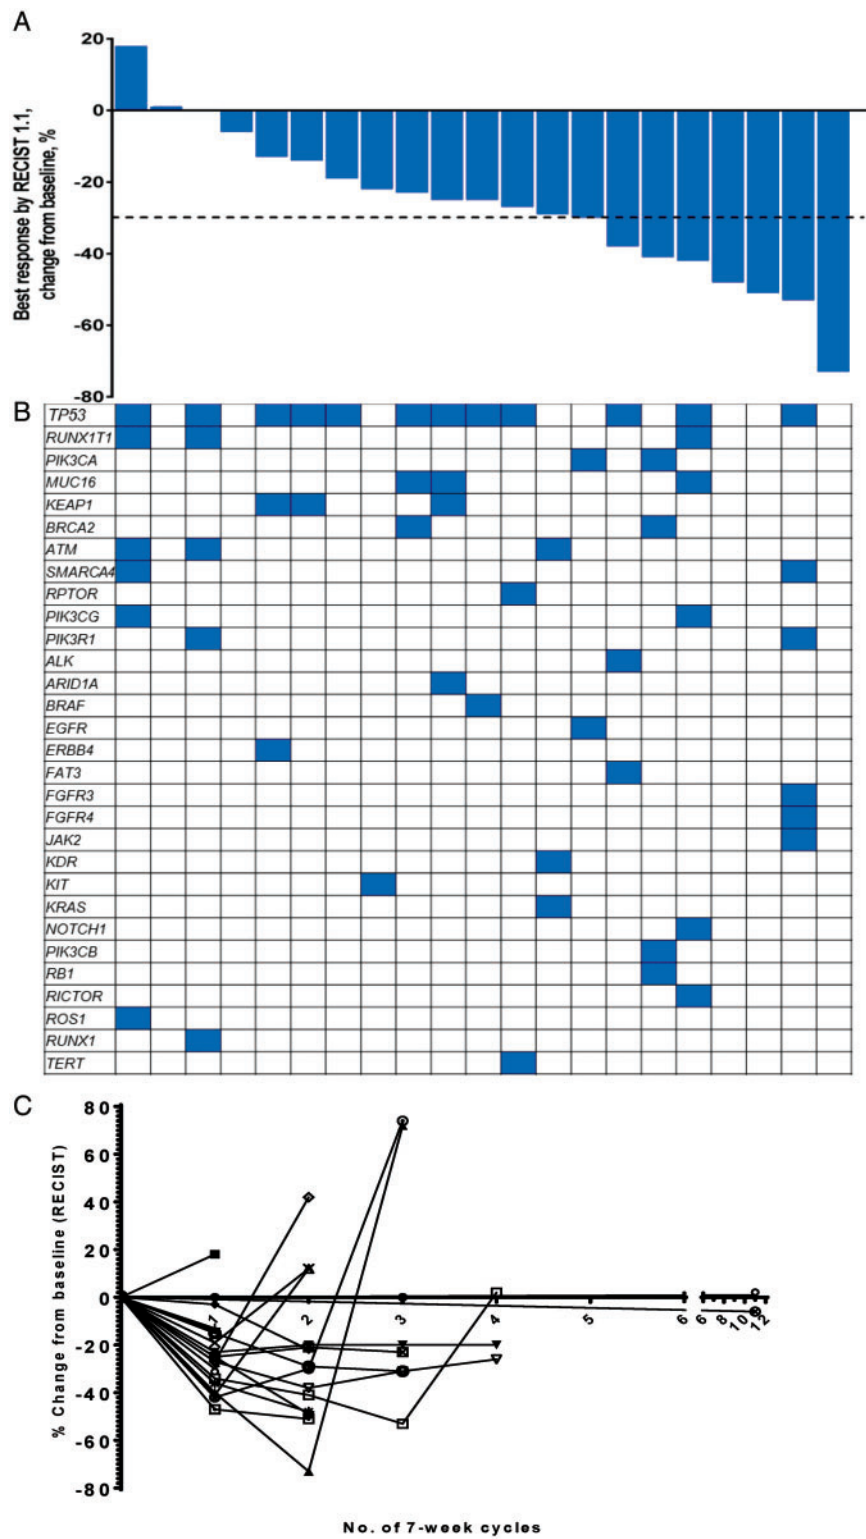 A
Best response by RECIST 1.1,
change from baseline, %
20
0
-20
-40
-60
-80
B
TP53
RUNX1T1
PIK3CA
MUC16
KEAP1
BRCA2
ATM
SMARCA4
RPTOR
PIK3CG
PIK3R1
ALK
ARID1A
BRAF
EGFR
ERBB4
FAT3
FGFR3
FGFR4
JAK2
KDR
KIT
KRAS
NOTCH1
PIK3CB
RB1
RICTOR
ROS1
RUNX1
TERT
C
% Change from baseline (RECIST)
80
60
40
20
0
-20
-40
-60
-80
1 2 3 4 5 6 6 8 10 12
No. of 7-week cycles